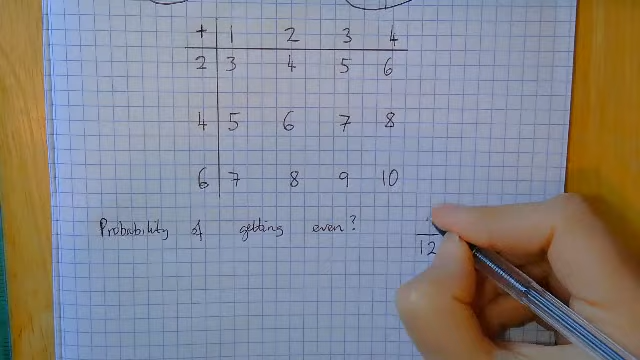 + 1 2 3 4
2 3 4 5 6
4 5 6 7 8
6 7 8 9 10
Probability of getting even?
12